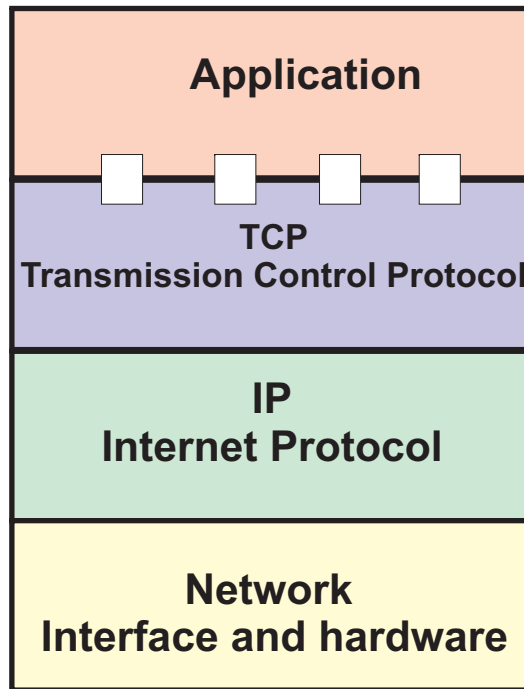 Application
TCP
Transmission Control Protocol
IP
Internet Protocol
Network
Interface and hardware